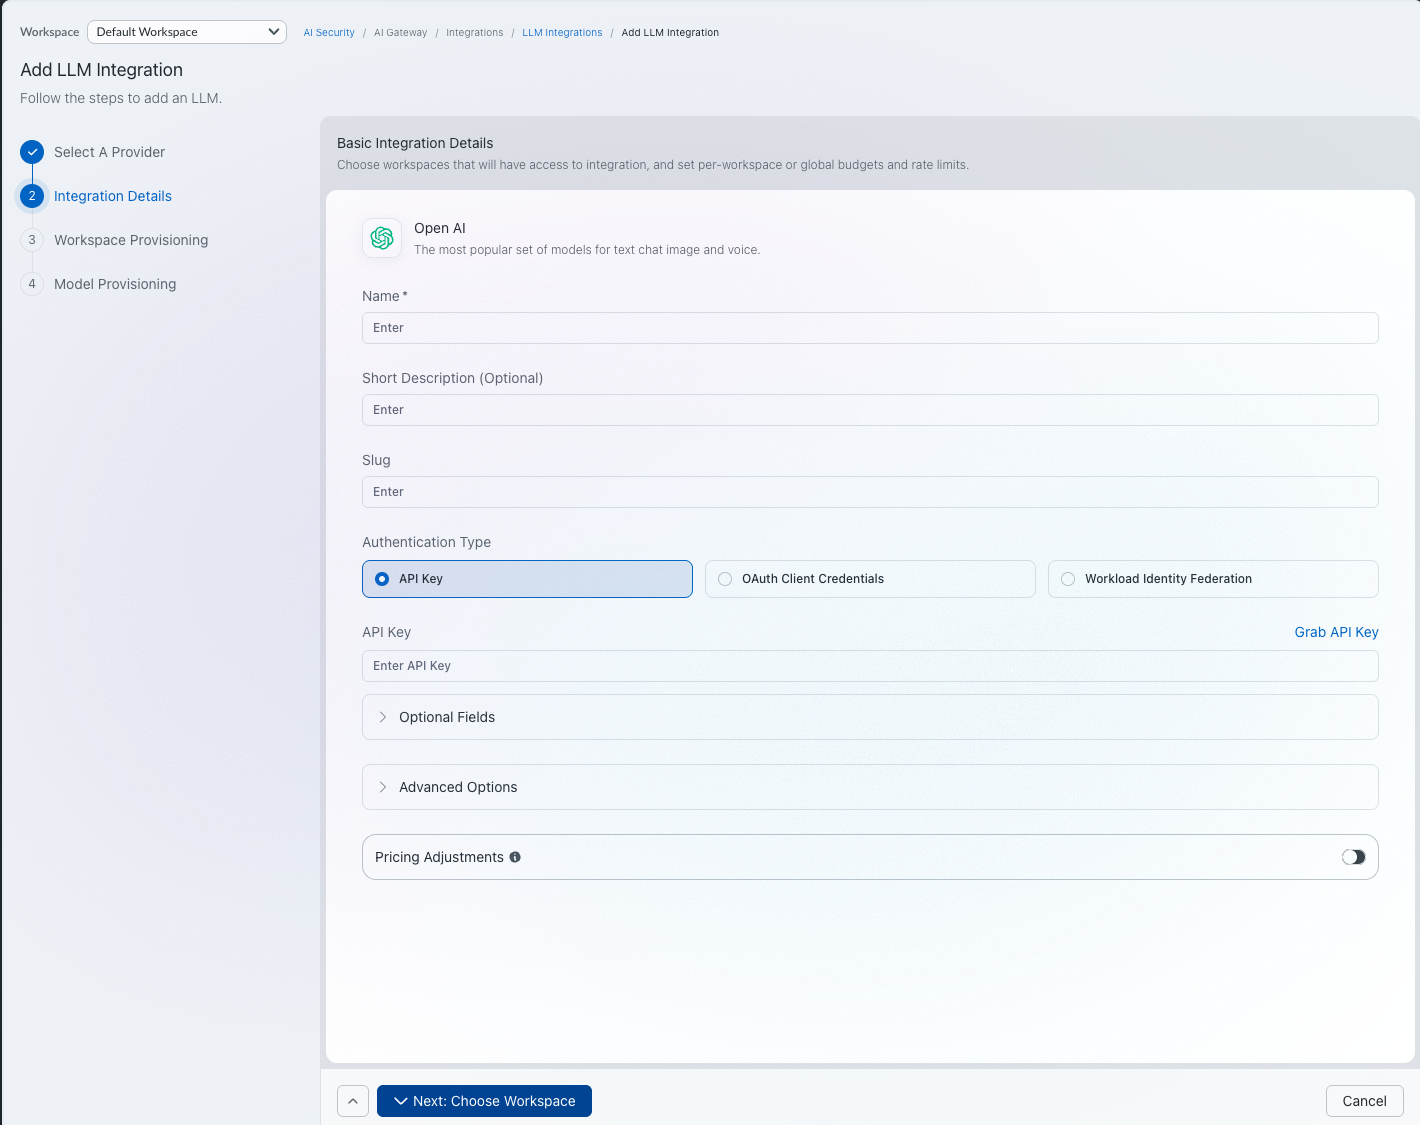 Workspace Default Workspace AI Security / AI Gateway / Integrations / LLM Integrations / Add LLM Integration
Add LLM Integration
Follow the steps to add an LLM.
Select A Provider
2 Integration Details
3 Workspace Provisioning
4 Model Provisioning
Basic Integration Details
Choose workspaces that will have access to integration, and set per-workspace or global budgets and rate limits.
Open AI
The most popular set of models for text chat image and voice.
Name *
Enter
Short Description (Optional)
Enter
Slug
Enter
Authentication Type
API Key OAuth Client Credentials Workload Identity Federation
API Key Grab API Key
Enter API Key
Optional Fields
Advanced Options
Pricing Adjustments
Next: Choose Workspace Cancel